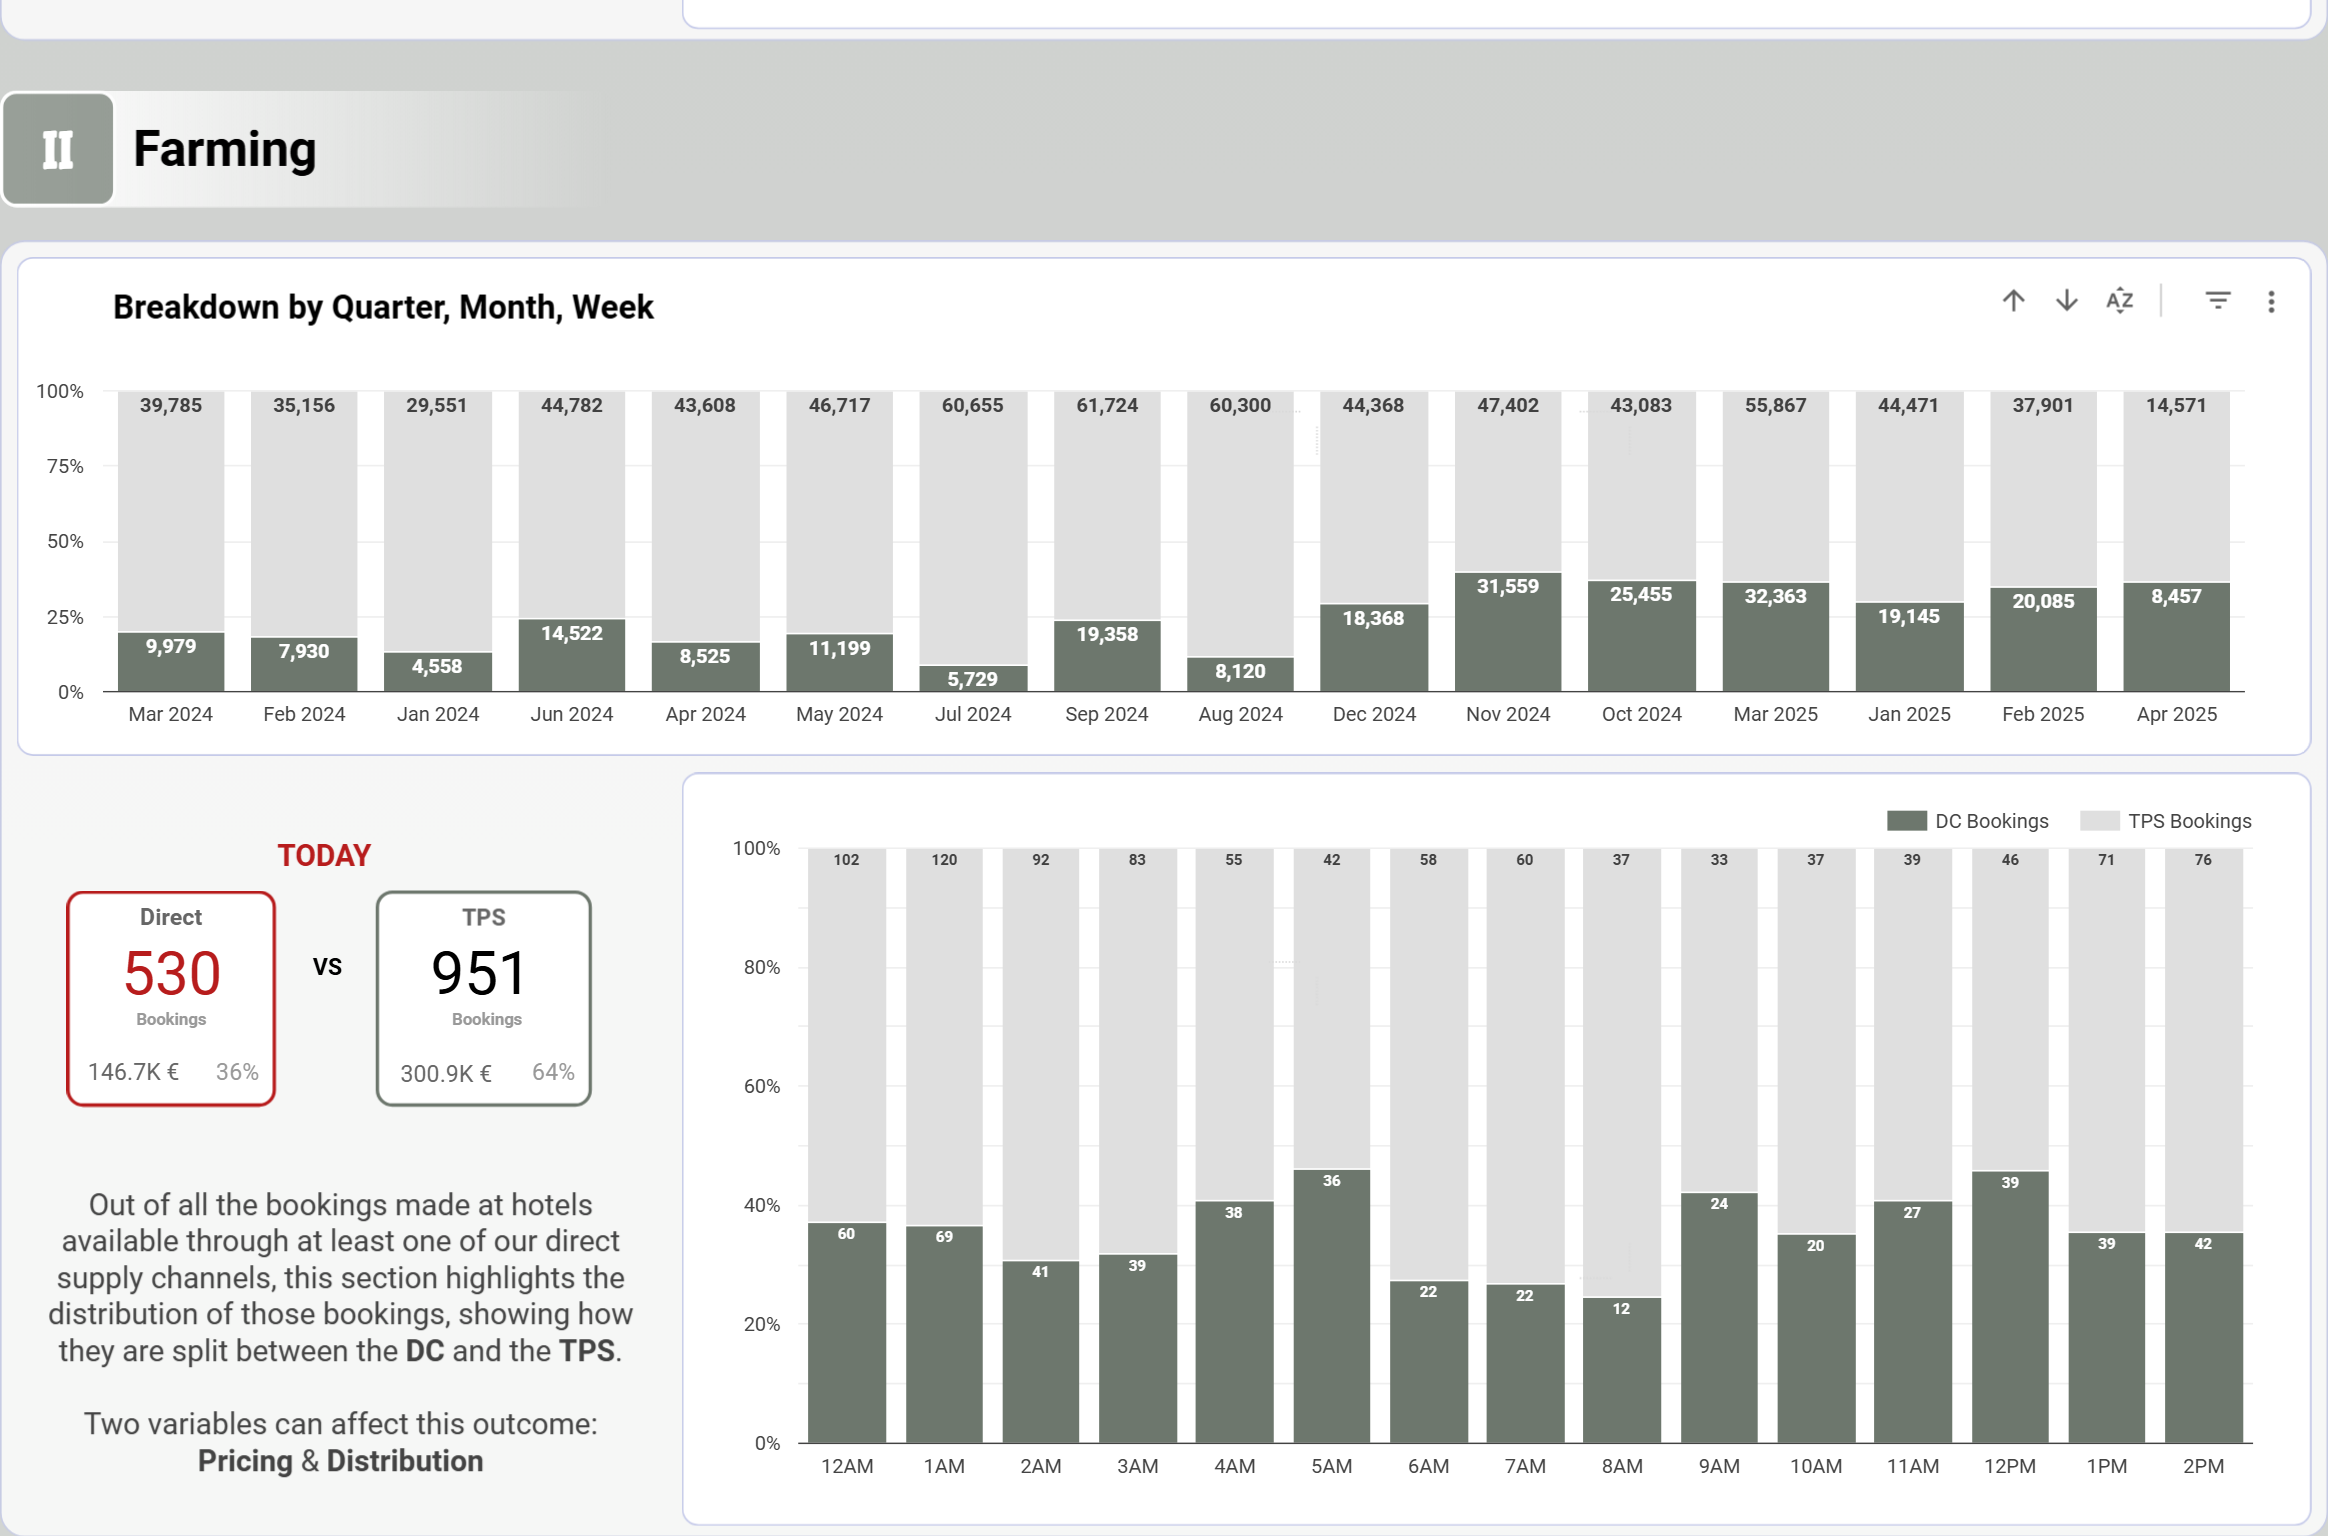 II
Farming
Breakdown by Quarter, Month, Week
AZ
100%
75%
50%
25%
0%
39,785 35,156 29,551 44,782 43,608 46,717 60,655 61,724 60,300 44,368 47,402 43,083 55,867 44,471 37,901 14,571
9,979 7,930 4,558 14,522 8,525 11,199 5,729 19,358 8,120 18,368 31,559 25,455 32,363 19,145 20,085 8,457
Mar 2024 Feb 2024 Jan 2024 Jun 2024 Apr 2024 May 2024 Jul 2024 Sep 2024 Aug 2024 Dec 2024 Nov 2024 Oct 2024 Mar 2025 Jan 2025 Feb 2025 Apr 2025
TODAY
Direct
530
Bookings
146.7K € 36%
VS
TPS
951
Bookings
300.9K € 64%
Out of all the bookings made at hotels
available through at least one of our direct
supply channels, this section highlights the
distribution of those bookings, showing how
they are split between the DC and the TPS.
Two variables can affect this outcome:
Pricing & Distribution
DC Bookings TPS Bookings
100%
80%
60%
40%
20%
0%
102 120 92 83 55 42 58 60 37 33 37 39 46 71 76
60 69 41 39 38 36 22 22 12 24 20 27 39 39 42
12AM 1AM 2AM 3AM 4AM 5AM 6AM 7AM 8AM 9AM 10AM 11AM 12PM 1PM 2PM